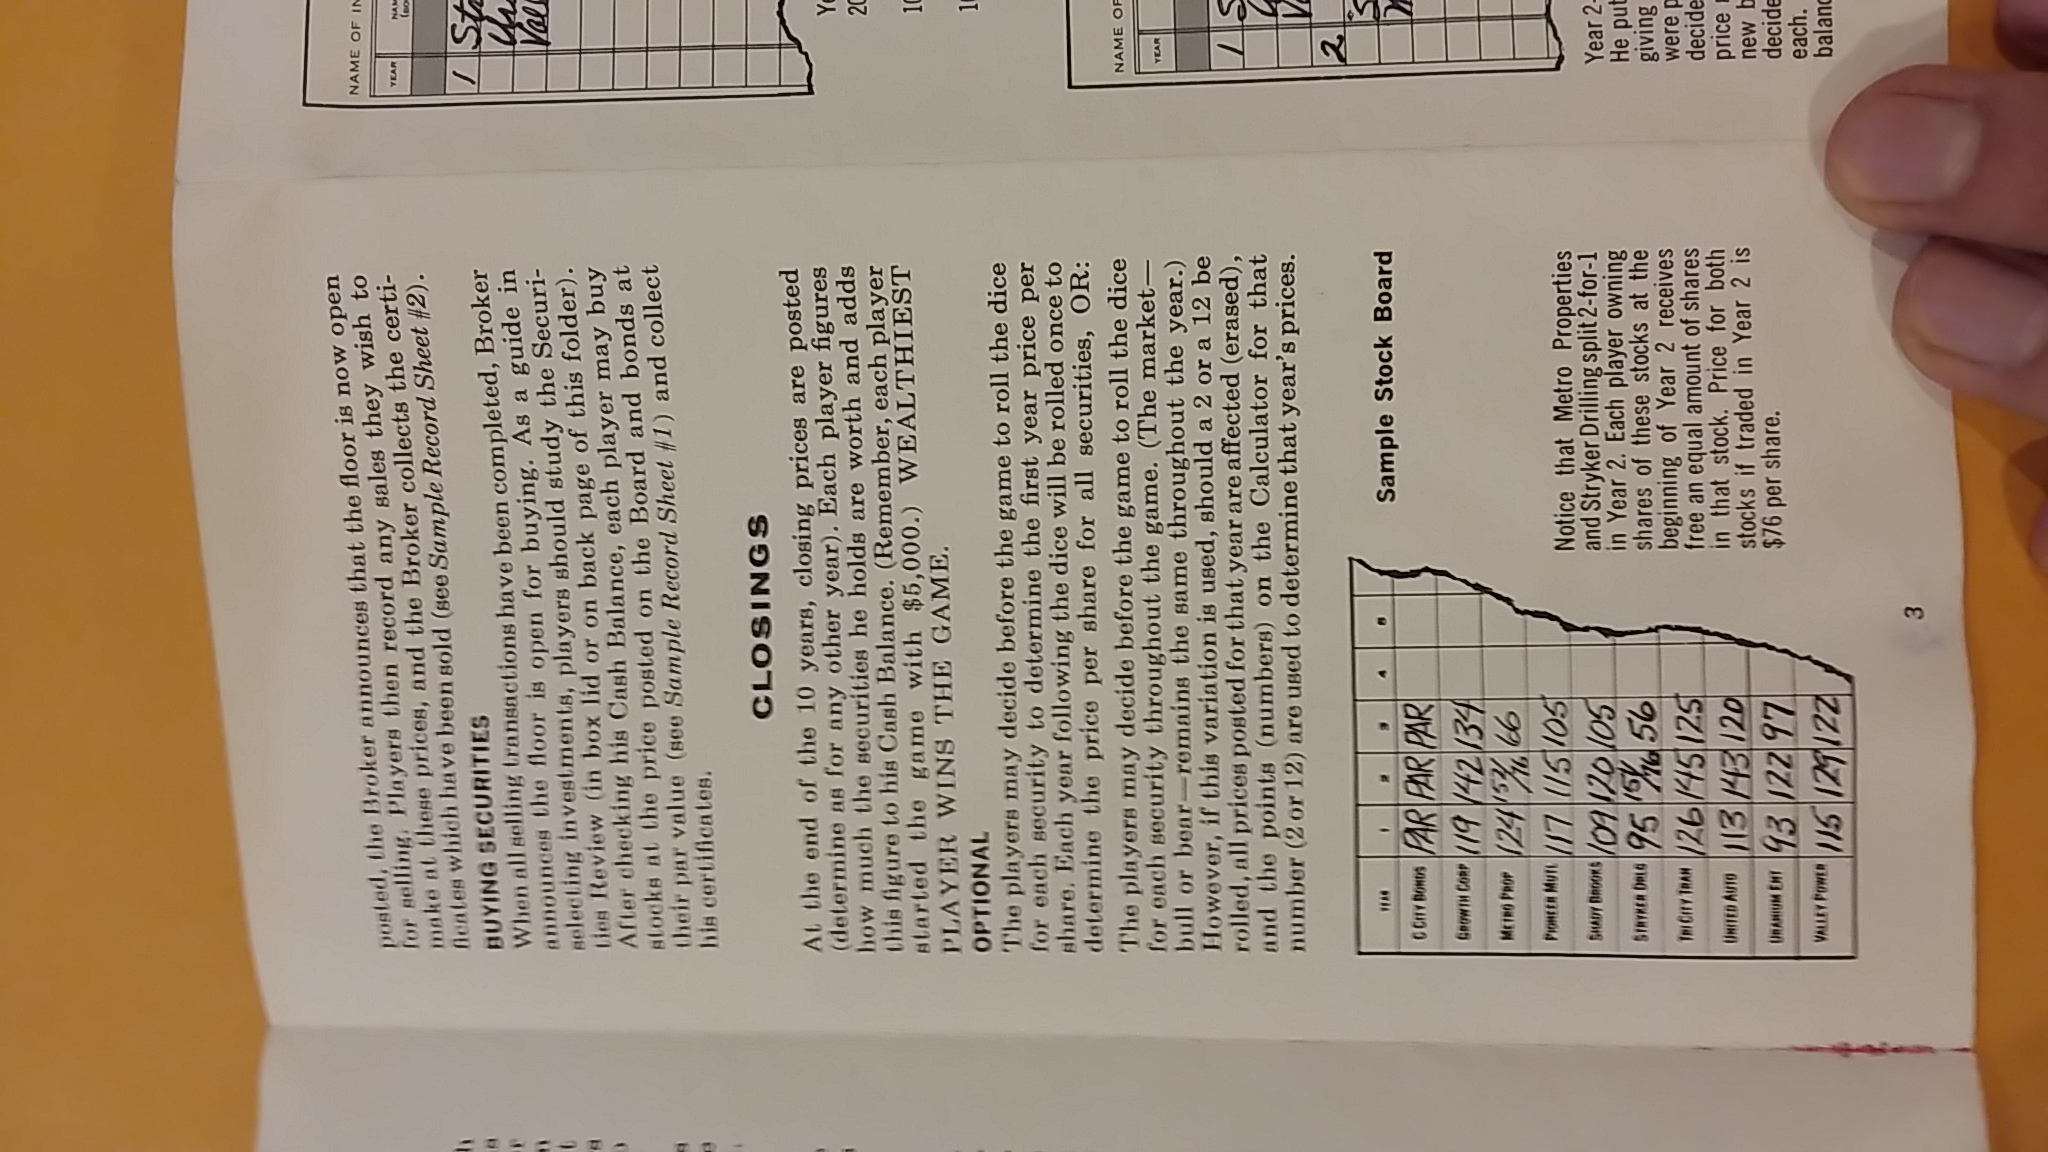 posted, the Broker announces that the floor is now open
for selling. Players then record any sales they wish to
make at these prices, and the Broker collects the certi-
ficates which have been sold (see Sample Record Sheet #2).
BUYING SECURITIES
When all selling transactions have been completed, Broker
announces the floor is open for buying. As a guide in
selecting investments, players should study the Securi-
ties Review (in box lid or on back page of this folder).
After checking his Cash Balance, each player may buy
stocks at the price posted on the Board and bonds at
their par value (see Sample Record Sheet #1) and collect
his certificates.
CLOSINGS
At the end of the 10 years, closing prices are posted
(determine as for any other year). Each player figures
how much the securities he holds are worth and adds
this figure to his Cash Balance. (Remember, each player
started the game with $5,000.) WEALTHIEST
PLAYER WINS THE GAME.
OPTIONAL
The players may decide before the game to roll the dice
for each security to determine the first year price per
share. Each year following the dice will be rolled once to
determine the price per share for all securities, OR:
The players may decide before the game to roll the dice
for each security throughout the game. (The market—
bull or bear—remains the same throughout the year.)
However, if this variation is used, should a 2 or a 12 be
rolled, all prices posted for that year are affected (erased),
and the points (numbers) on the Calculator for that
number (2 or 12) are used to determine that year's prices.
YEAR 1 2 3 4 5
C CITY BONDS PAR PAR PAR
GROWTH CORP 119 142 134
METRO PROP 124 152/76 66
PIONEER MUTL 117 115 105
SHADY BROOKS 109 120 105
STRYKER DRLG 95 151/76 56
TRI CITY TRAN 126 145 125
UNITED AUTO 113 143 120
URANIUM ENT 93 122 97
VALLEY POWER 115 129 122
Sample Stock Board
Notice that Metro Properties
and Stryker Drilling split 2-for-1
in Year 2. Each player owning
shares of these stocks at the
beginning of Year 2 receives
free an equal amount of shares
in that stock. Price for both
stocks if traded in Year 2 is
$76 per share.
3
NAME OF IN
YEAR
1
NAME OF
YEAR
1
2
Year 2-
He put
giving
were p
decide
price
new b
decide
each.
balanc